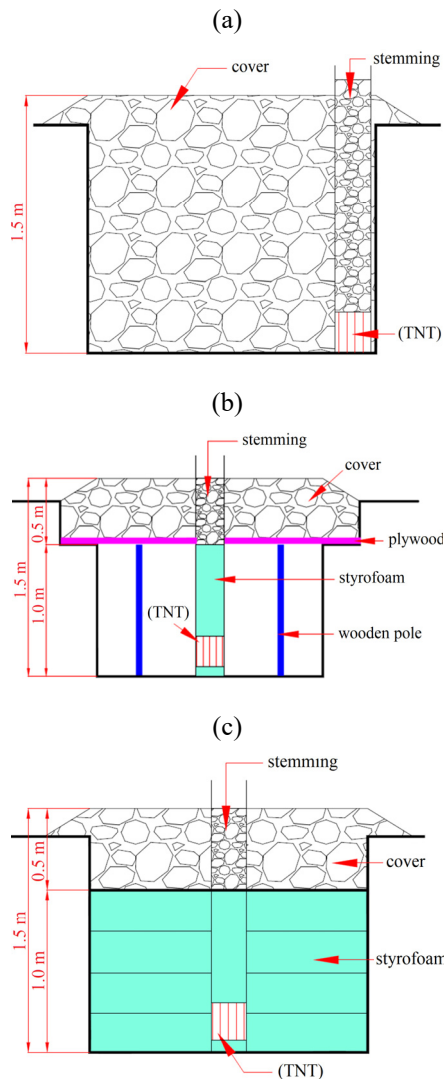 (a)
stemming
cover
1.5 m
(TNT)
(b)
stemming
cover
0.5 m
1.5 m
1.0 m
plywood
styrofoam
(TNT)
wooden pole
(c)
stemming
0.5 m
1.5 m
1.0 m
cover
styrofoam
(TNT)